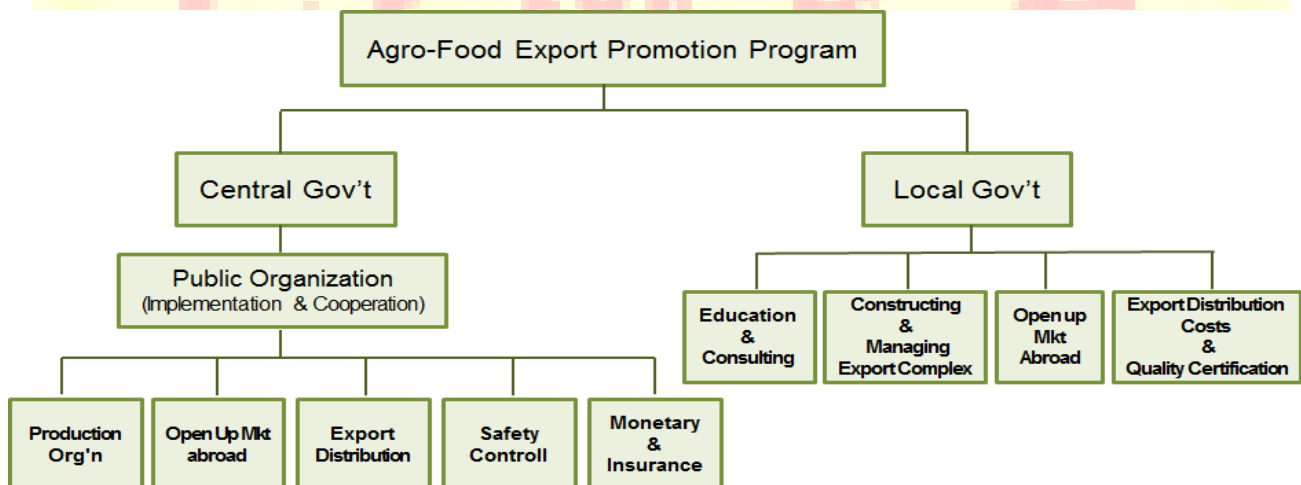 Agro-Food Export Promotion Program
Central Gov't
Local Gov't
Public Organization
(Implementation & Cooperation)
Education
&
Consulting
Constructing
&
Managing
Export Complex
Open up
Mkt
Abroad
Export Distribution
Costs
&
Quality Certification
Production
Org'n
Open Up Mkt
abroad
Export
Distribution
Safety
Controll
Monetary
&
Insurance